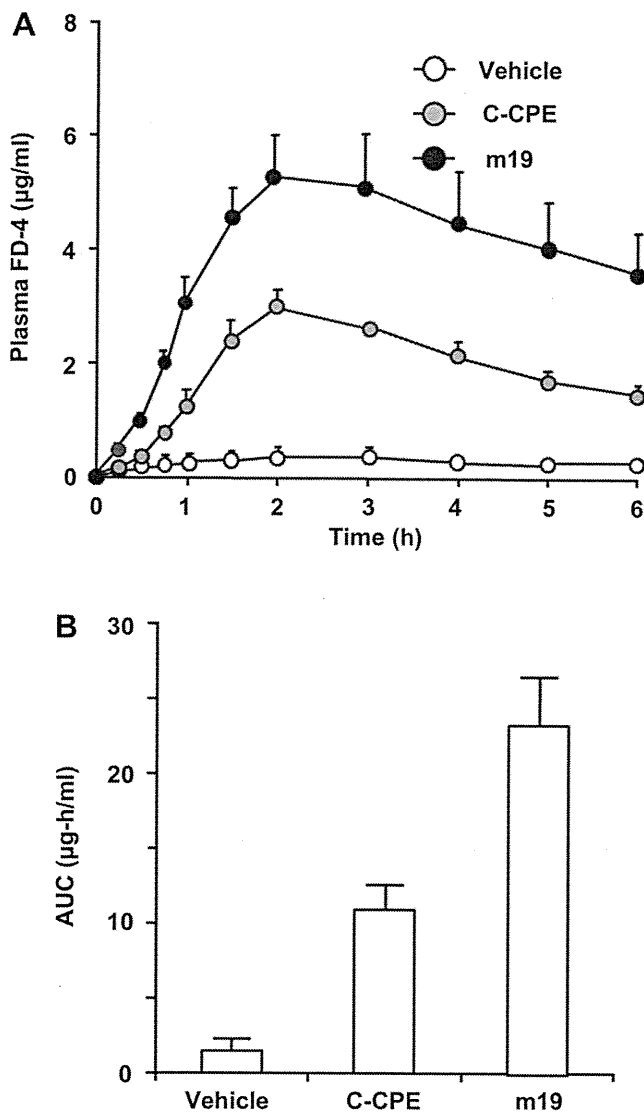 A
8
6
4
2
0
Plasma FD-4 (µg/ml)
Vehicle
C-CPE
m19
0 1 2 3 4 5 6
Time (h)
B
30
20
10
0
AUC (µg-h/ml)
Vehicle C-CPE m19